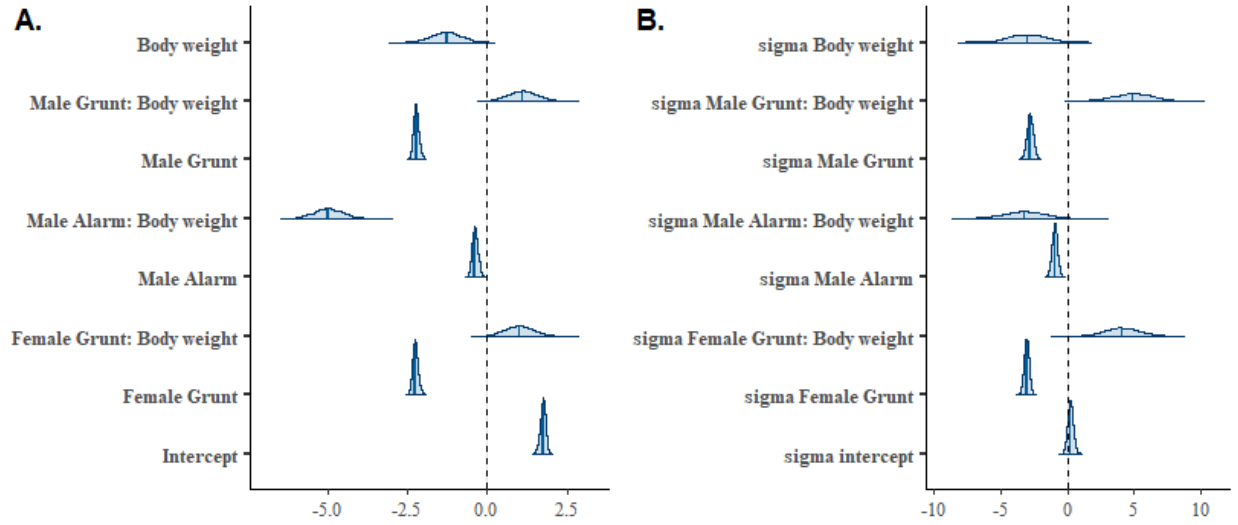 A.
Body weight
Male Grunt: Body weight
Male Grunt
Male Alarm: Body weight
Male Alarm
Female Grunt: Body weight
Female Grunt
Intercept
-5.0 -2.5 0.0 2.5
B.
sigma Body weight
sigma Male Grunt: Body weight
sigma Male Grunt
sigma Male Alarm: Body weight
sigma Male Alarm
sigma Female Grunt: Body weight
sigma Female Grunt
sigma intercept
-10 -5 0 5 10